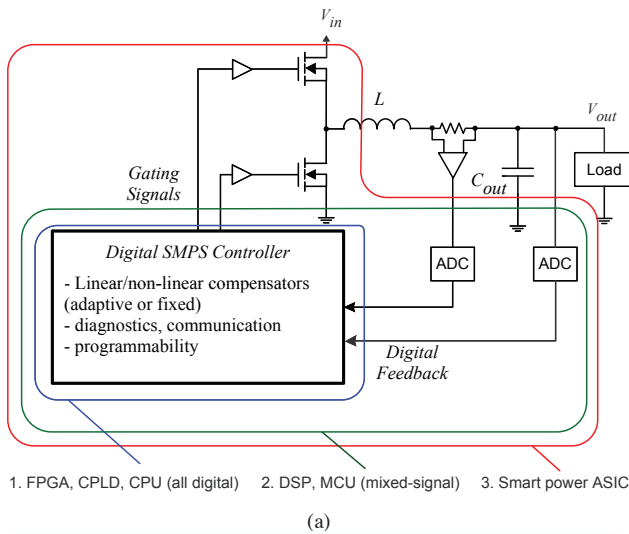 V_in
L
V_out
Gating
Signals
C_out
Load
Digital SMPS Controller
ADC
ADC
- Linear/non-linear compensators
(adaptive or fixed)
- diagnostics, communication
- programmability
Digital
Feedback
1. FPGA, CPLD, CPU (all digital)
2. DSP, MCU (mixed-signal)
3. Smart power ASIC
(a)